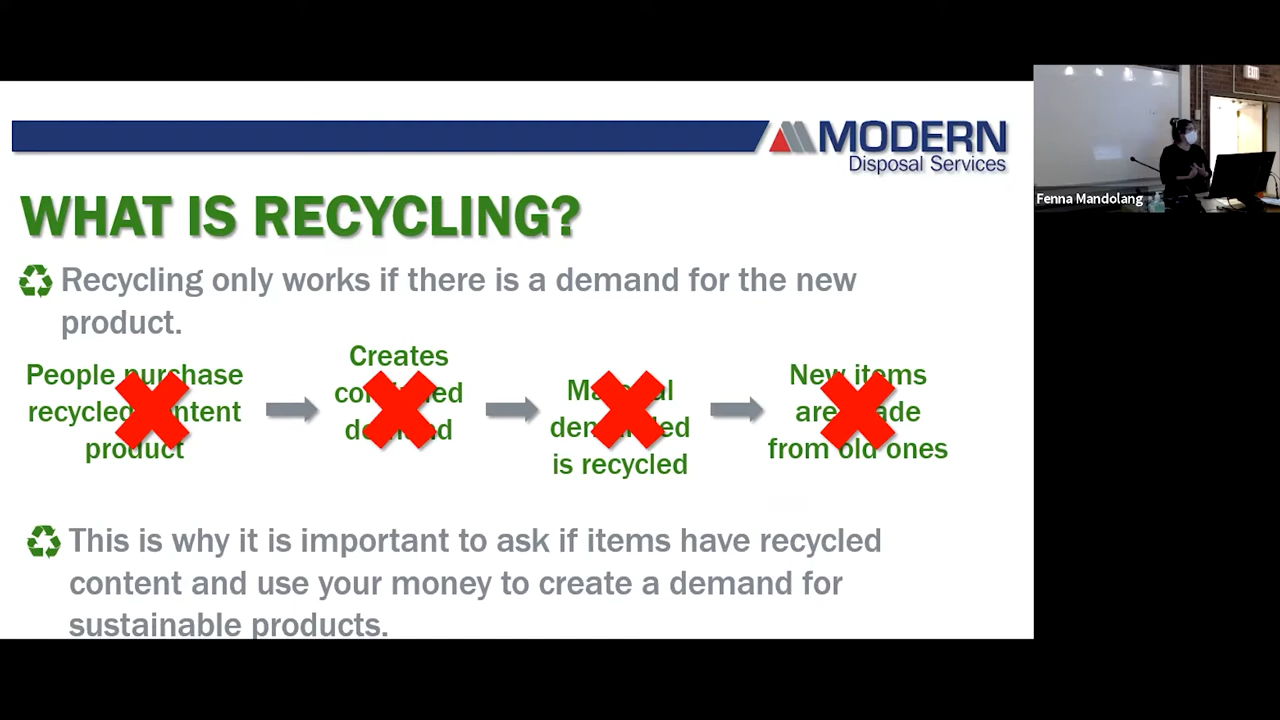 MODERN
Disposal Services
WHAT IS RECYCLING?
Recycling only works if there is a demand for the new
product.
People purchase
recycled content
product
Creates
continued
demand
Material
demanded
is recycled
New items
are made
from old ones
This is why it is important to ask if items have recycled
content and use your money to create a demand for
sustainable products.
EXIT
Fenna Mandolang